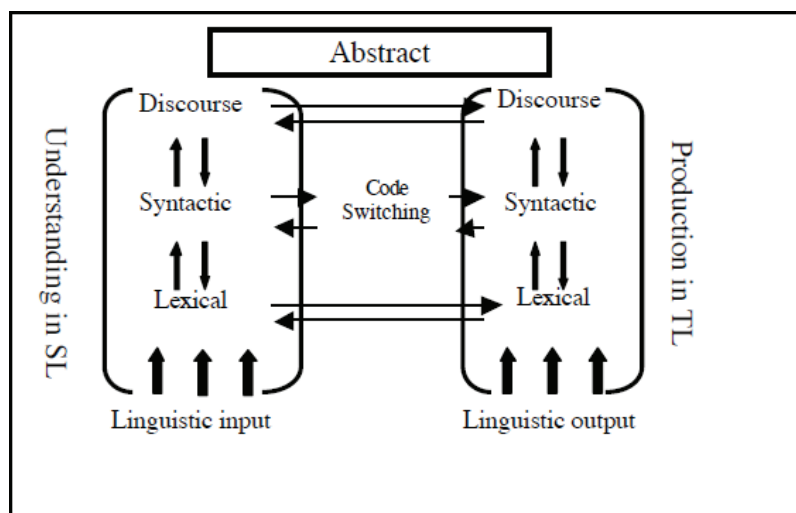 Abstract
Understanding in SL
Discourse
Syntactic
Lexical
Linguistic input
Code
Switching
Discourse
Syntactic
Lexical
Linguistic output
Production in TL